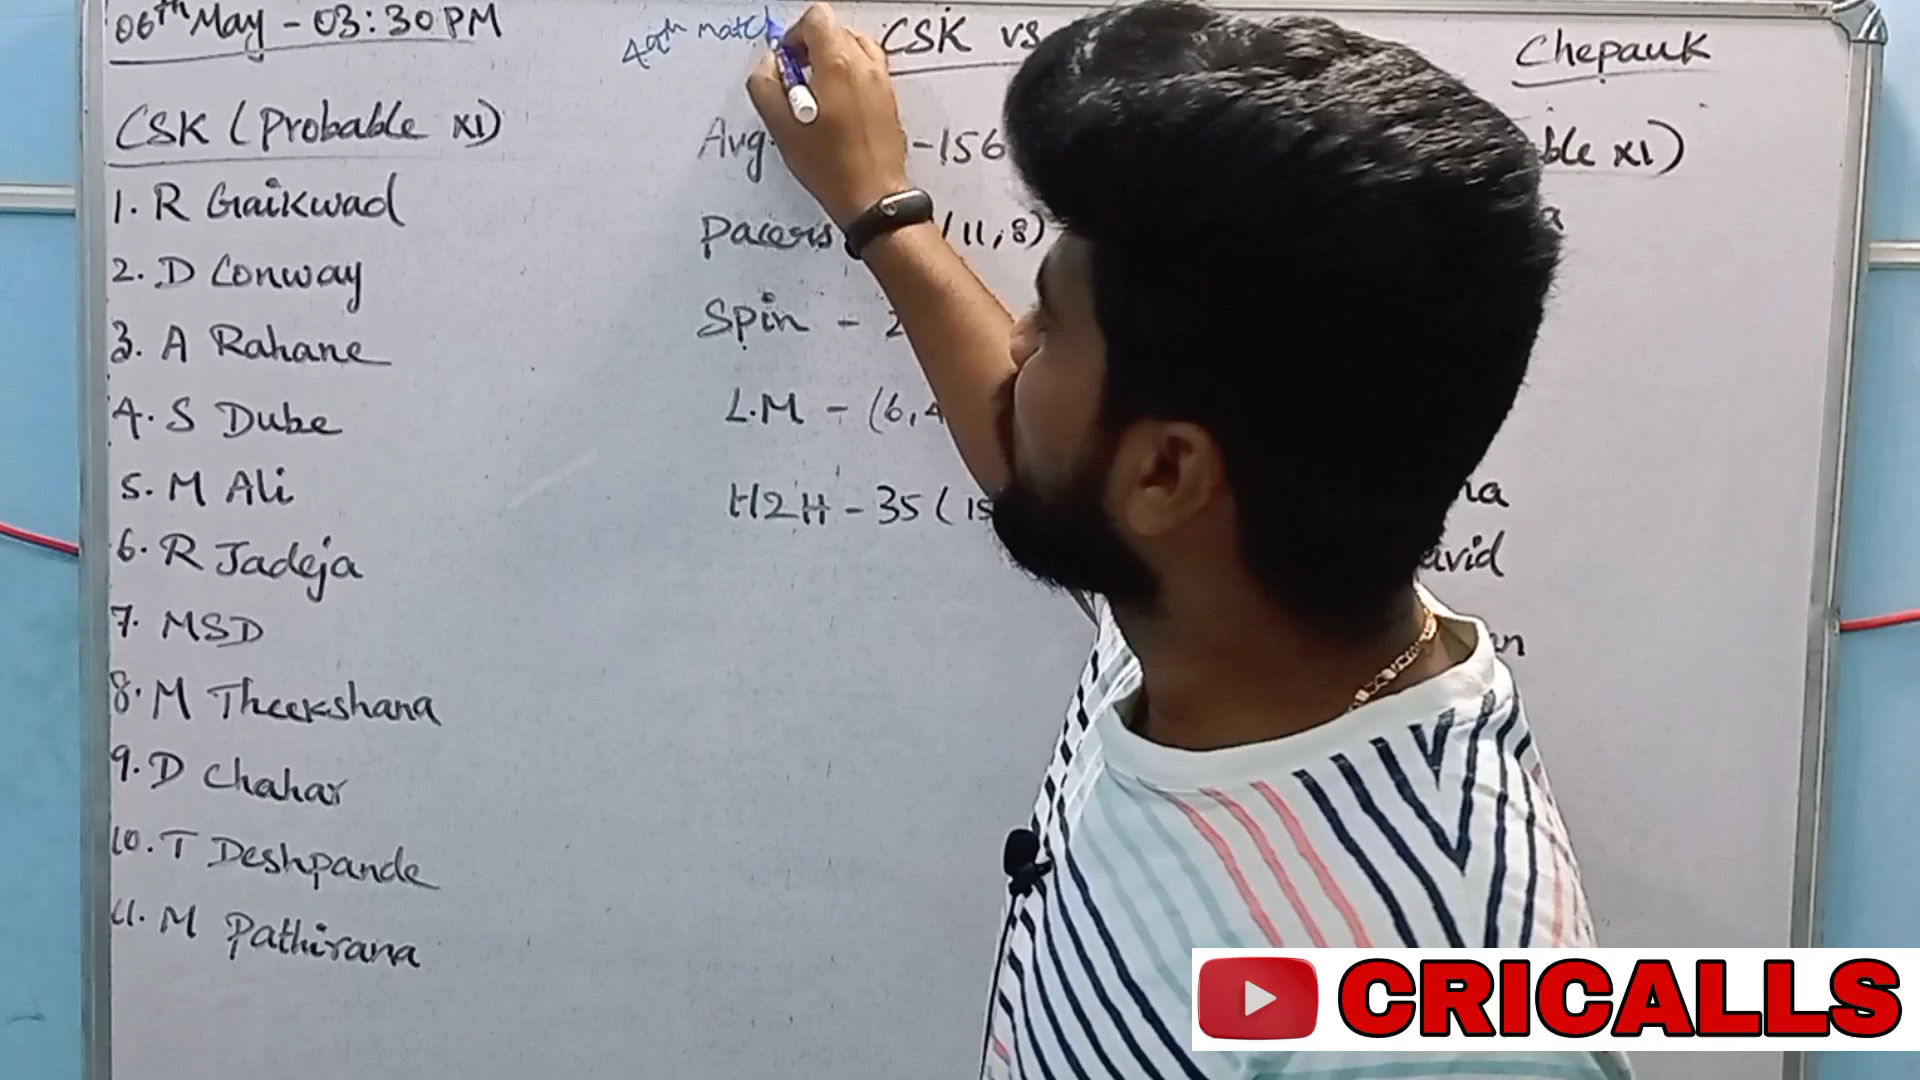 06th May - 03:30PM
49th match
CSK vs
Chepauk
CSK (Probable XI)
1. R Gaikwad
2. D Conway
3. A Rahane
4. S Dube
5. M Ali
6. R Jadeja
7. MSD
8. M Theekshana
9. D Chahar
10. T Deshpande
11. M Pathirana
Avg. -156
Pacers /11,8)
Spin - 2
L.M - (6,4
H2H - 35 (15
ble XI)
a
na
avid
en
CRICALLS